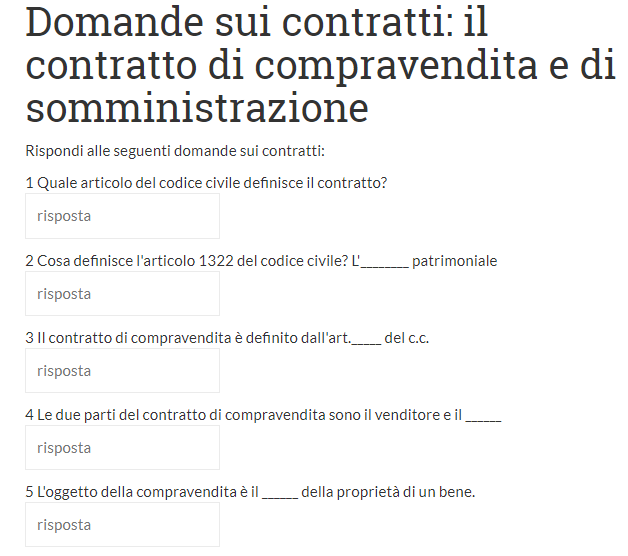 Domande sui contratti: il
contratto di compravendita e di
somministrazione
Rispondi alle seguenti domande sui contratti:
1 Quale articolo del codice civile definisce il contratto?
risposta
2 Cosa definisce l'articolo 1322 del codice civile? L'________ patrimoniale
risposta
3 Il contratto di compravendita è definito dall'art._____ del c.c.
risposta
4 Le due parti del contratto di compravendita sono il venditore e il ______
risposta
5 L'oggetto della compravendita è il ______ della proprietà di un bene.
risposta